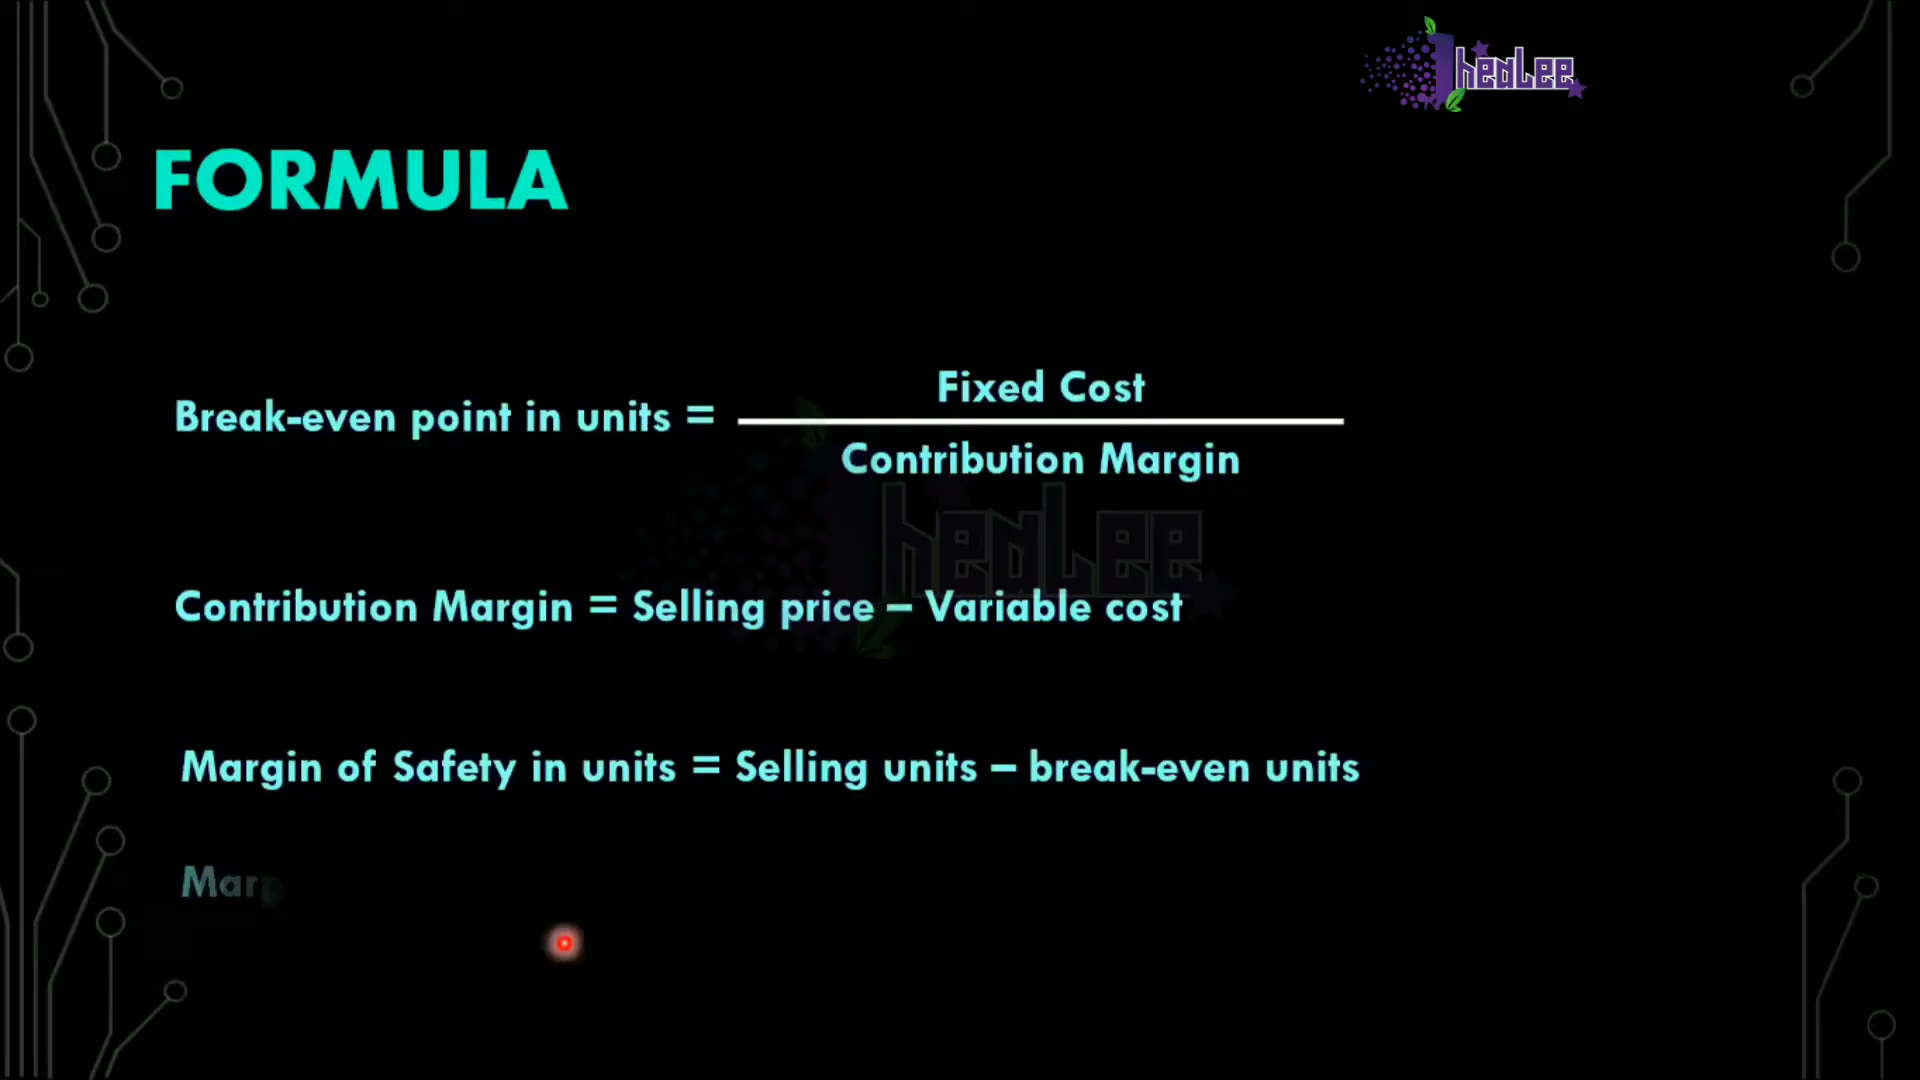 ThedLee
FORMULA
Break-even point in units =
Fixed Cost
Contribution Margin
Contribution Margin = Selling price – Variable cost
Margin of Safety in units = Selling units – break-even units